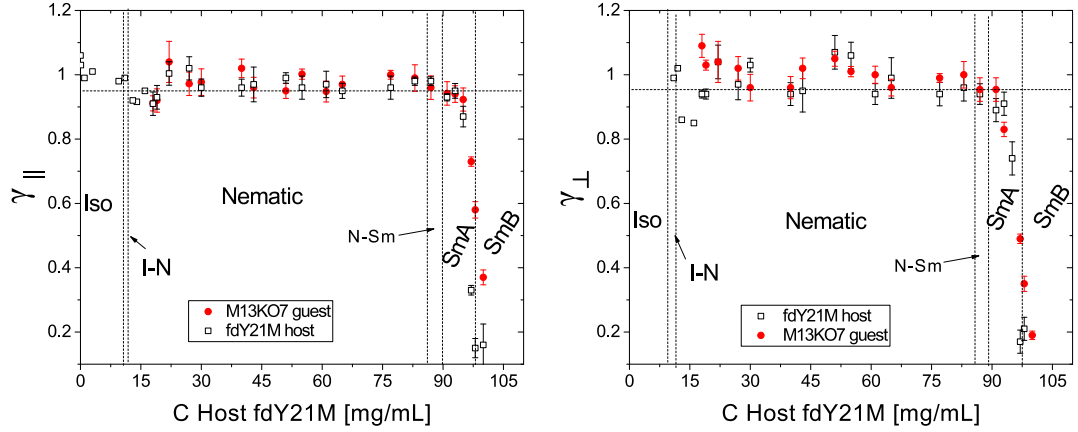 1.2
1
0.8
0.6
0.4
0.2
γ∥
Iso
Nematic
I-N
N-Sm
SmA
SmB
M13KO7 guest
fdY21M host
0 15 30 45 60 75 90 105
C Host fdY21M [mg/mL]
1.2
1
0.8
0.6
0.4
0.2
γ⊥
Iso
Nematic
I-N
N-Sm
SmA
SmB
fdY21M host
M13KO7 guest
0 15 30 45 60 75 90 105
C Host fdY21M [mg/mL]